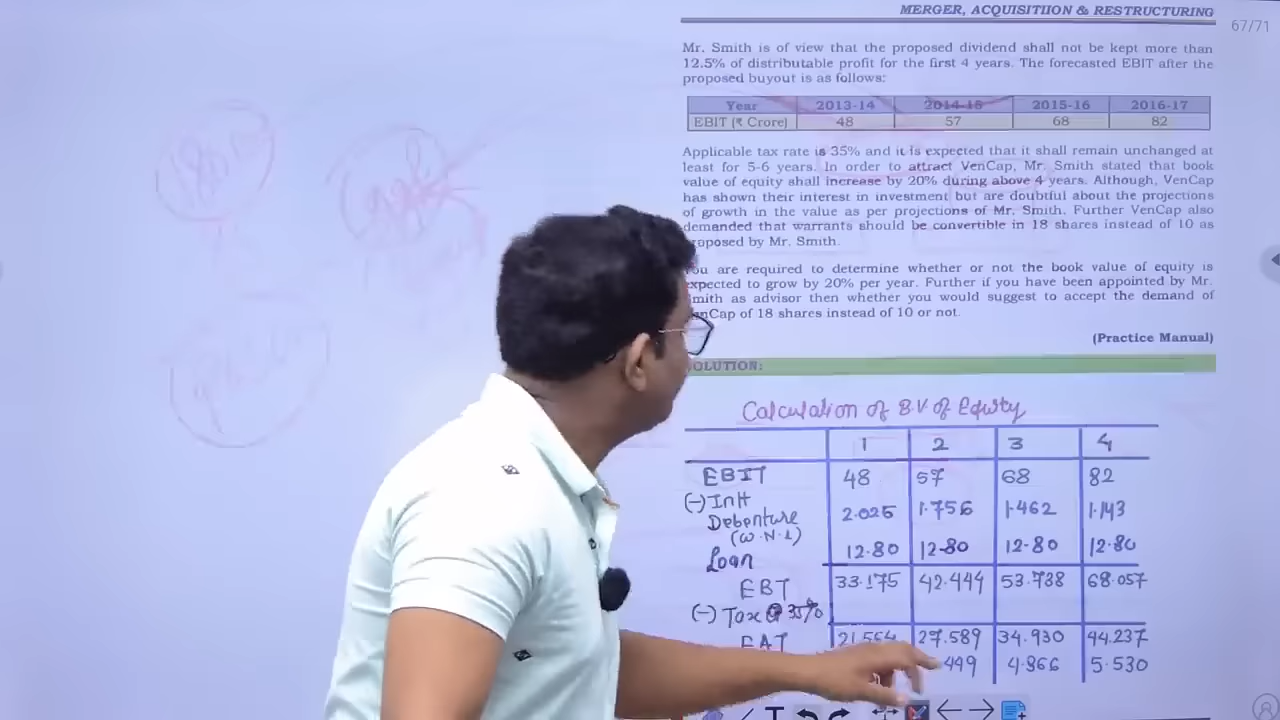 MERGER, ACQUISITIION & RESTRUCTURING
67/71
Mr. Smith is of view that the proposed dividend shall not be kept more than
12.5% of distributable profit for the first 4 years. The forecasted EBIT after the
proposed buyout is as follows:
Year 2013-14 2014-15 2015-16 2016-17
EBIT (₹ Crore) 48 57 68 82
Applicable tax rate is 35% and it is expected that it shall remain unchanged at
least for 5-6 years. In order to attract VenCap, Mr. Smith stated that book
value of equity shall increase by 20% during above 4 years. Although, VenCap
has shown their interest in investment but are doubtful about the projections
of growth in the value as per projections of Mr. Smith. Further VenCap also
demanded that warrants should be convertible in 18 shares instead of 10 as
by Mr. Smith.
are required to determine whether or not the book value of equity is
expected to grow by 20% per year. Further if you have been appointed by Mr.
as advisor then whether you would suggest to accept the demand of
of 18 shares instead of 10 or not.
(Practice Manual)
OLUTION:
Calculation of B.V of Equity
1 2 3 4
EBIT 48 57 68 82
(-) Int
Debenture 2.025 1.756 1.462 1.143
(W.N.1)
Loan 12.80 12.80 12.80 12.80
EBT 33.175 42.444 53.738 68.057
(-) Tax @ 35%
EAT 21.564 27.589 34.930 44.237
449 4.366 5.530